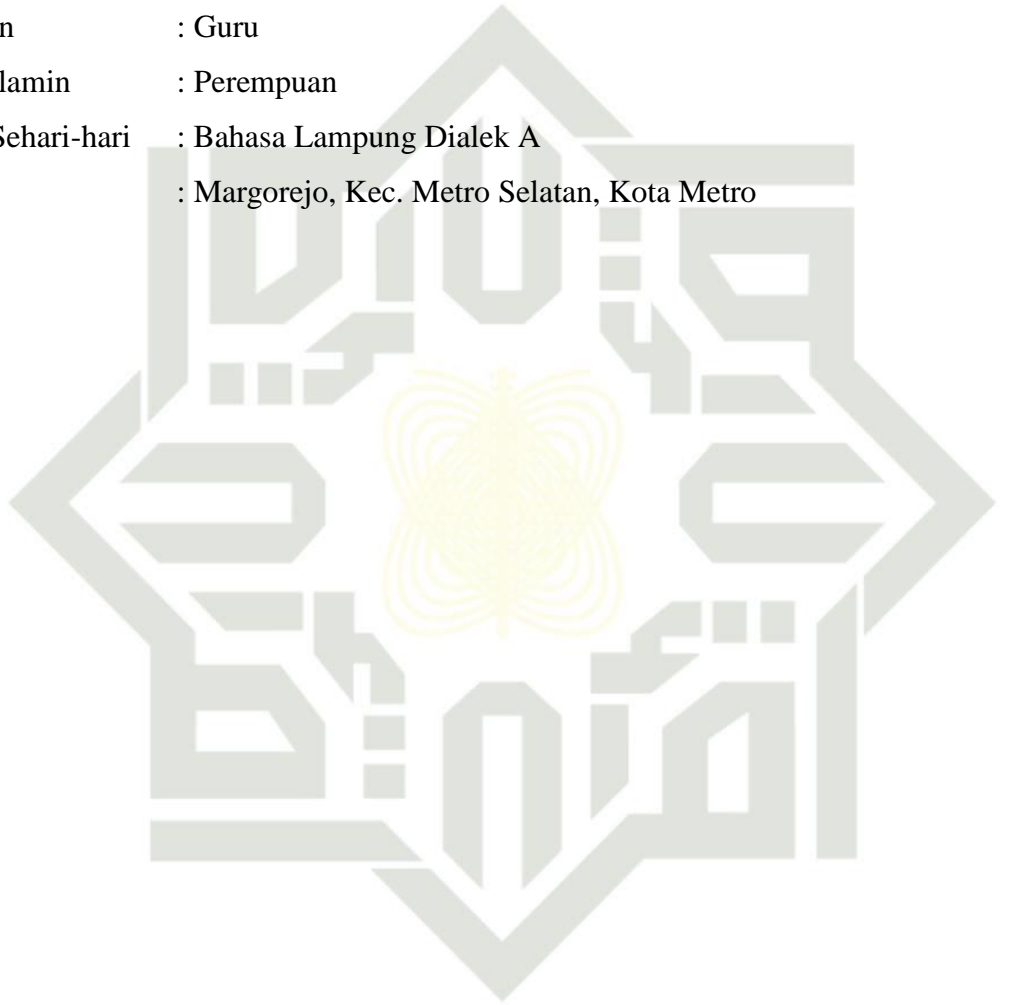 n : Guru
lamin : Perempuan
Sehari-hari : Bahasa Lampung Dialek A
: Margorejo, Kec. Metro Selatan, Kota Metro